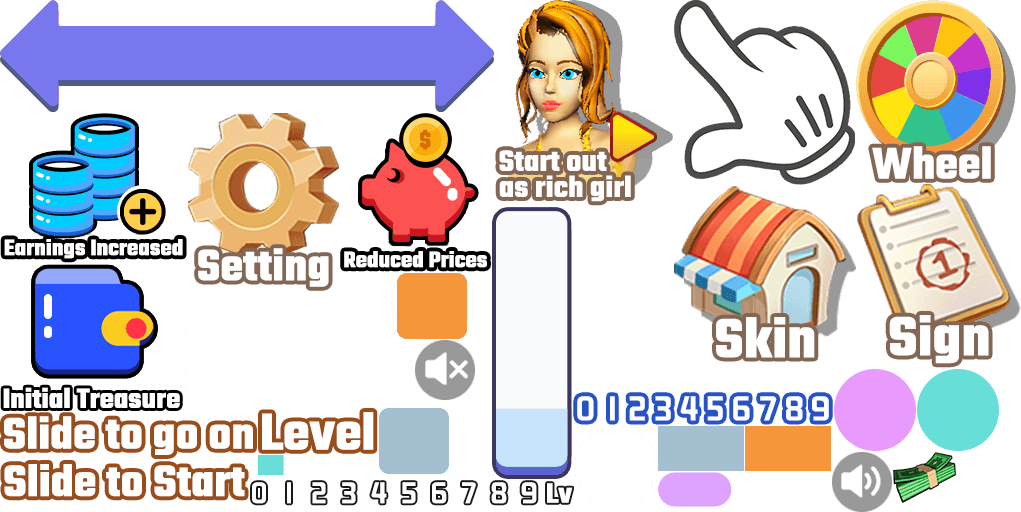 Start out
as rich girl
Wheel
Earnings Increased
Setting
Reduced Prices
$
1
Skin
Sign
Initial Treasure
0123456789
Slide to go on
Level
Slide to Start
0 1 2 3 4 5 6 7 8 9 Lv